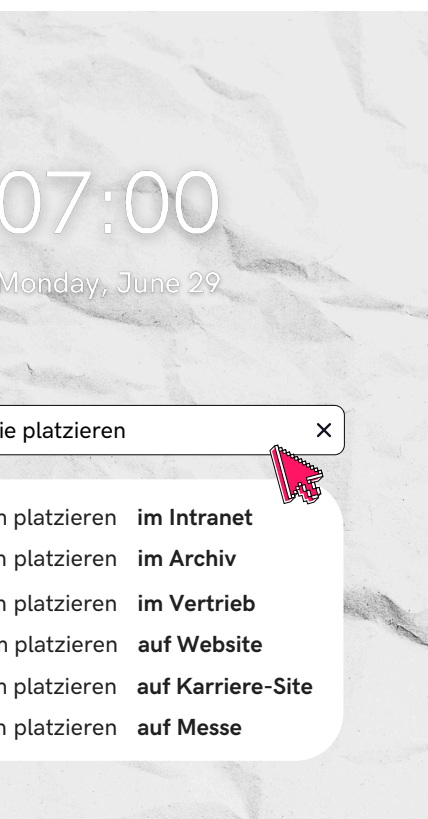 07:00
Monday, June 29
ie platzieren
n platzieren im Intranet
n platzieren im Archiv
n platzieren im Vertrieb
n platzieren auf Website
n platzieren auf Karriere-Site
n platzieren auf Messe